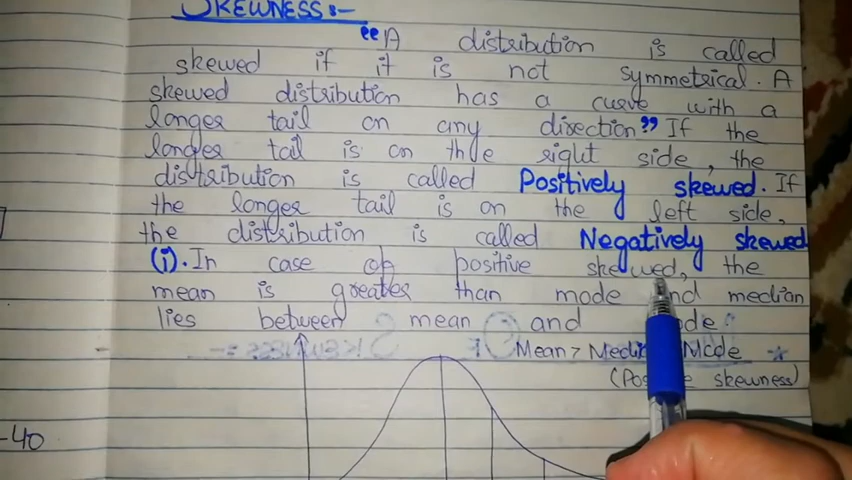 SKEWNESS:-
"A distribution is called
skewed if it is not symmetrical. A
skewed distribution has a curve with a
longer tail on any direction" If the
longer tail is on the right side, the
distribution is called Positively skewed. If
the longer tail is on the left side,
the distribution is called Negatively skewed
(i). In case of positive skewed, the
mean is greater than mode and median
lies between mean and mode.
Mean > Median Mode
(Positive skewness)
-40